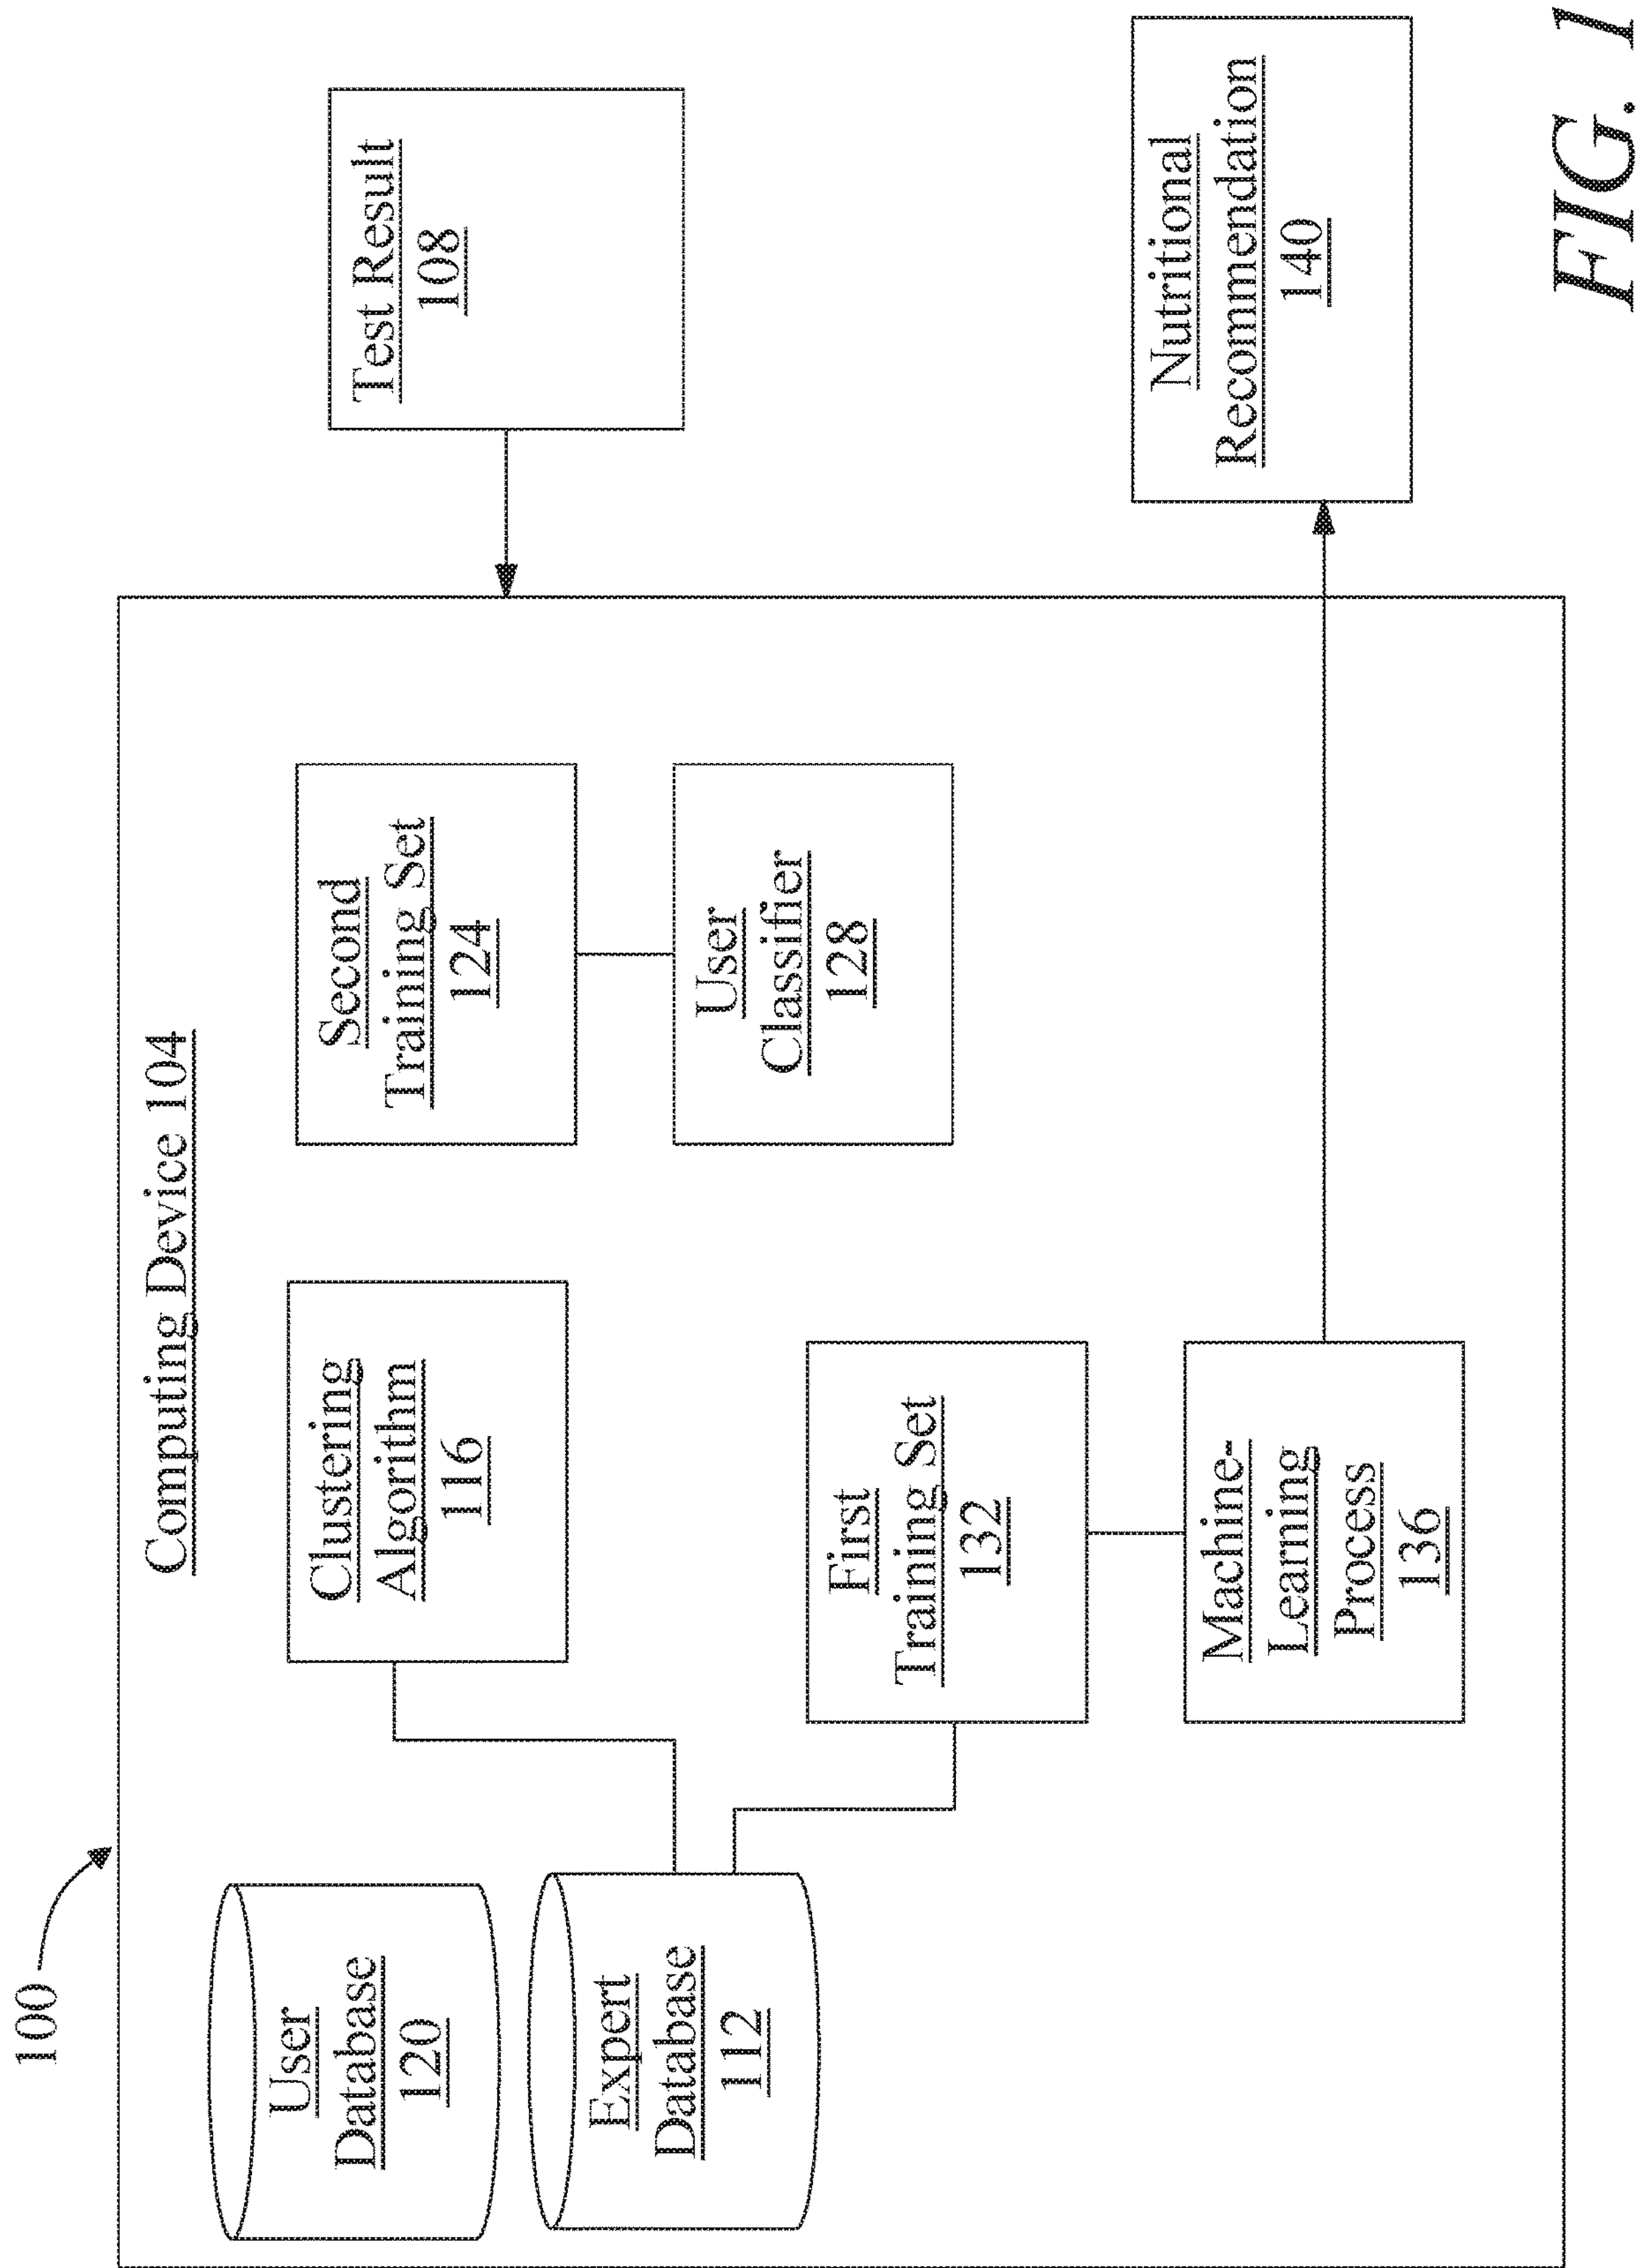 100
Computing Device 104
User
Database
120
Clustering
Algorithm
116
Second
Training Set
124
Test Result
108
Expert
Database
112
User
Classifier
128
First
Training Set
132
Machine-
Learning
Process
136
Nutritional
Recommendation
140
FIG. 1